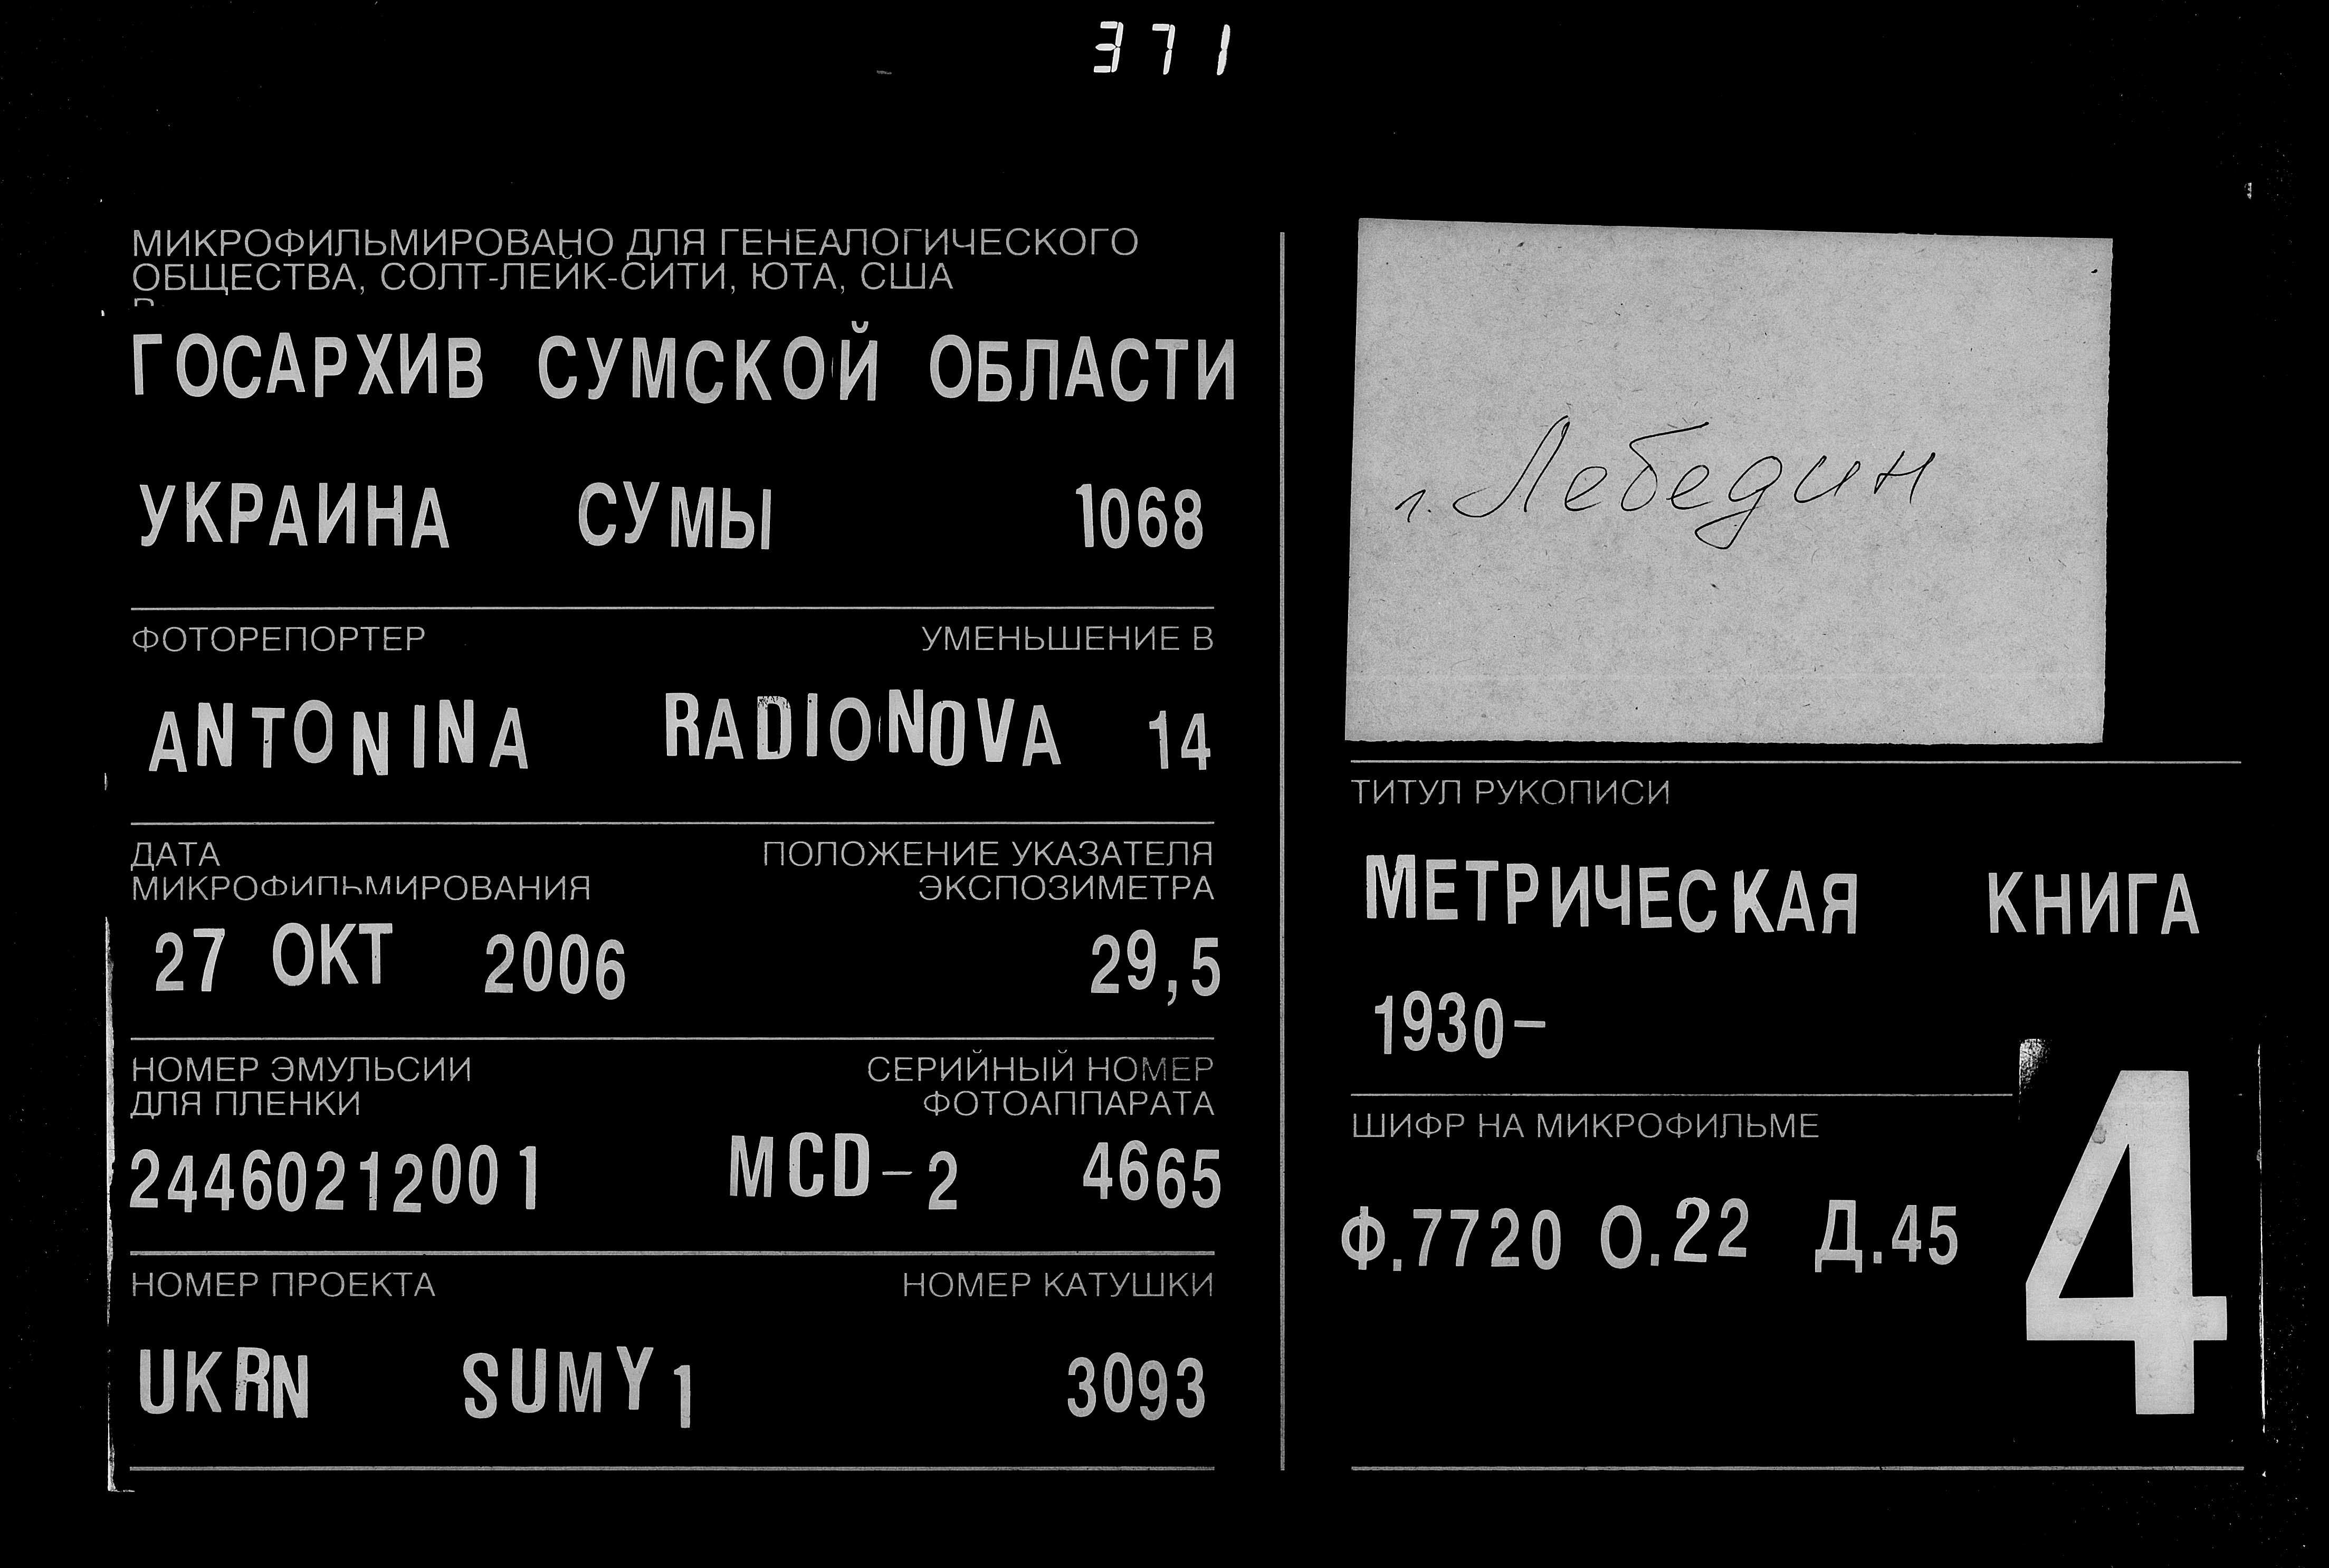 371
МИКРОФИЛЬМИРОВАНО ДЛЯ ГЕНЕАЛОГИЧЕСКОГО
ОБЩЕСТВА, СОЛТ-ЛЕЙК-СИТИ, ЮТА, США
ГОСАРХИВ СУМСКОЙ ОБЛАСТИ
УКРАИНА СУМЫ 1068
ФОТОРЕПОРТЕР УМЕНЬШЕНИЕ В
ANTONINA RADIONOVA 14
ДАТА ПОЛОЖЕНИЕ УКАЗАТЕЛЯ
МИКРОФИЛЬМИРОВАНИЯ ЭКСПОЗИМЕТРА
27 ОКТ 2006 29,5
НОМЕР ЭМУЛЬСИИ СЕРИЙНЫЙ НОМЕР
ДЛЯ ПЛЕНКИ ФОТОАППАРАТА
24460212001 MCD-2 4665
НОМЕР ПРОЕКТА НОМЕР КАТУШКИ
UKRN SUMY1 3093
г. Лебедин
ТИТУЛ РУКОПИСИ
МЕТРИЧЕСКАЯ КНИГА
1930-
ШИФР НА МИКРОФИЛЬМЕ
Ф.7720 О.22 Д.45
4